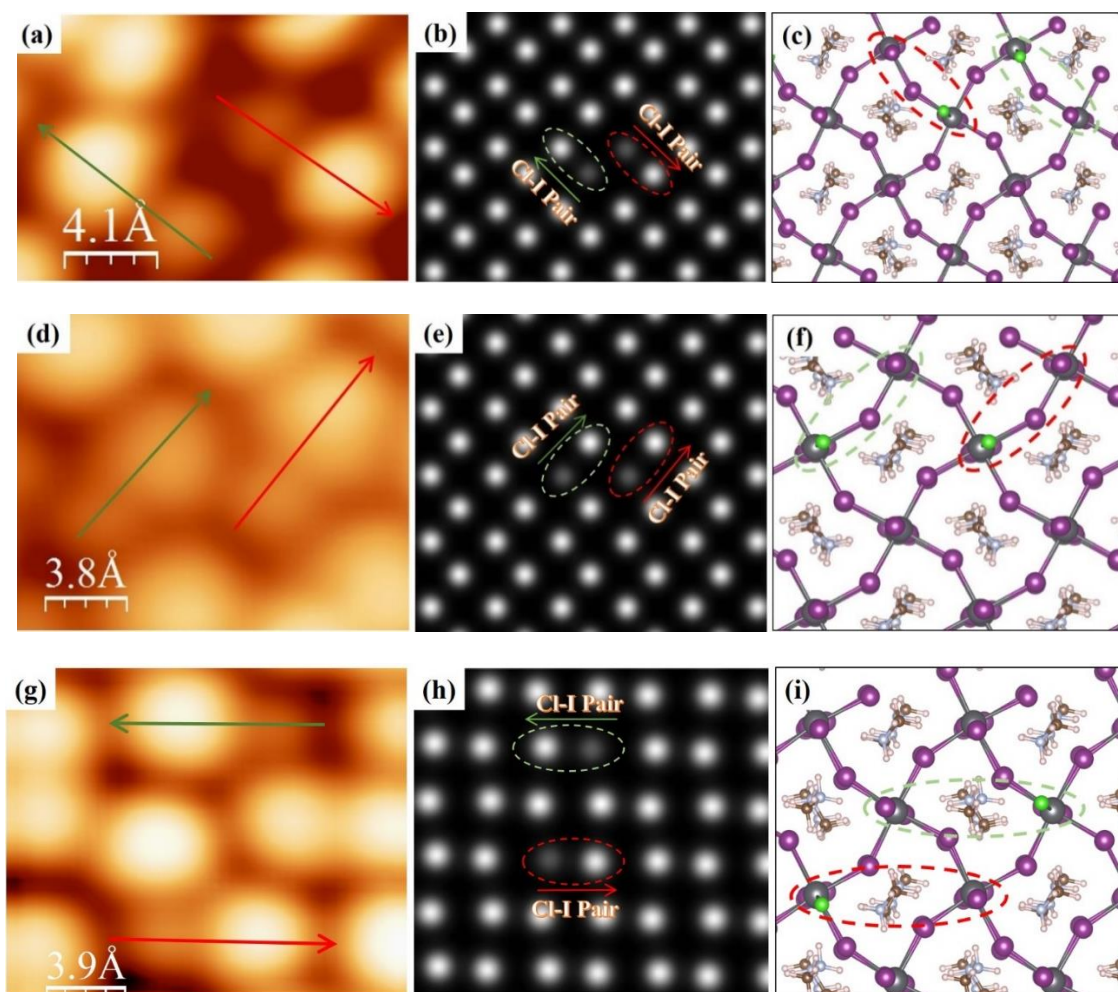 (a)
4.1Å
(b)
Cl-I Pair
Cl-I Pair
(c)
(d)
3.8Å
(e)
Cl-I Pair
Cl-I Pair
(f)
(g)
3.9Å
(h)
Cl-I Pair
Cl-I Pair
(i)